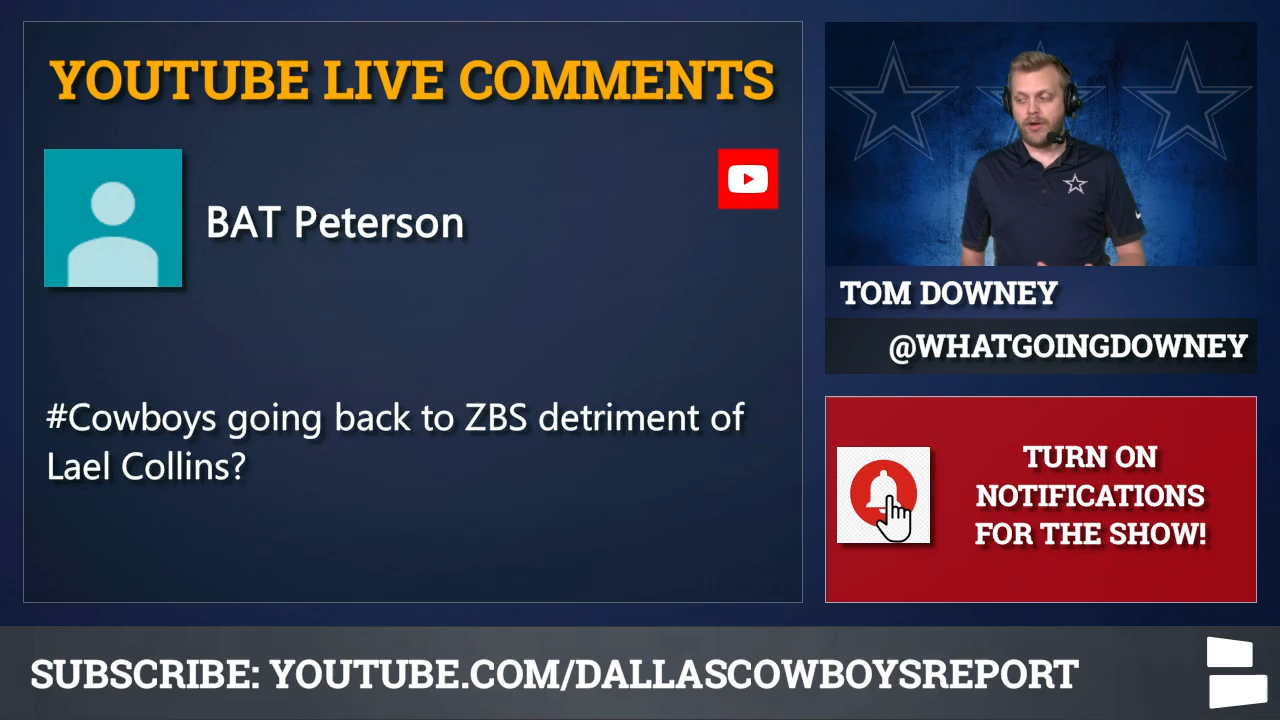 YOUTUBE LIVE COMMENTS
BAT Peterson
#Cowboys going back to ZBS detriment of
Lael Collins?
TOM DOWNEY
@WHATGOINGDOWNEY
TURN ON
NOTIFICATIONS
FOR THE SHOW!
SUBSCRIBE: YOUTUBE.COM/DALLASCOWBOYSREPORT